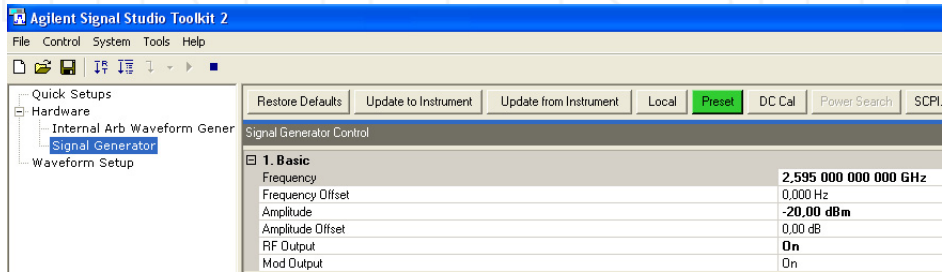 Agilent Signal Studio Toolkit 2
File Control System Tools Help
Quick Setups
Hardware
Internal Arb Waveform Gener
Signal Generator
Waveform Setup
Restore Defaults Update to Instrument Update from Instrument Local Preset DC Cal Power Search SCPI.
Signal Generator Control
1. Basic
Frequency 2,595 000 000 000 GHz
Frequency Offset 0,000 Hz
Amplitude -20,00 dBm
Amplitude Offset 0,00 dB
RF Output On
Mod Output On